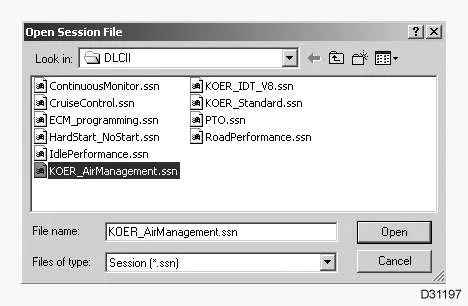 Open Session File
Look in: DLCII
ContinuousMonitor.ssn
CruiseControl.ssn
ECM_programming.ssn
HardStart_NoStart.ssn
IdlePerformance.ssn
KOER_AirManagement.ssn
KOER_IDT_V8.ssn
KOER_Standard.ssn
PTO.ssn
RoadPerformance.ssn
File name: KOER_AirManagement.ssn
Open
Files of type: Session (*.ssn)
Cancel
D31197